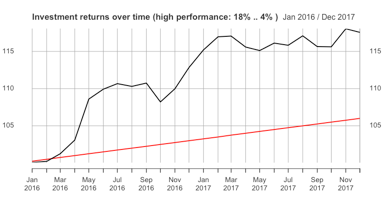 Investment returns over time (high performance: 18% .. 4% ) Jan 2016 / Dec 2017
115 115
105 105
Jan Mar May Jul Sep Nov Jan Mar May Jul Sep Nov
2016 2016 2016 2016 2016 2016 2017 2017 2017 2017 2017 2017